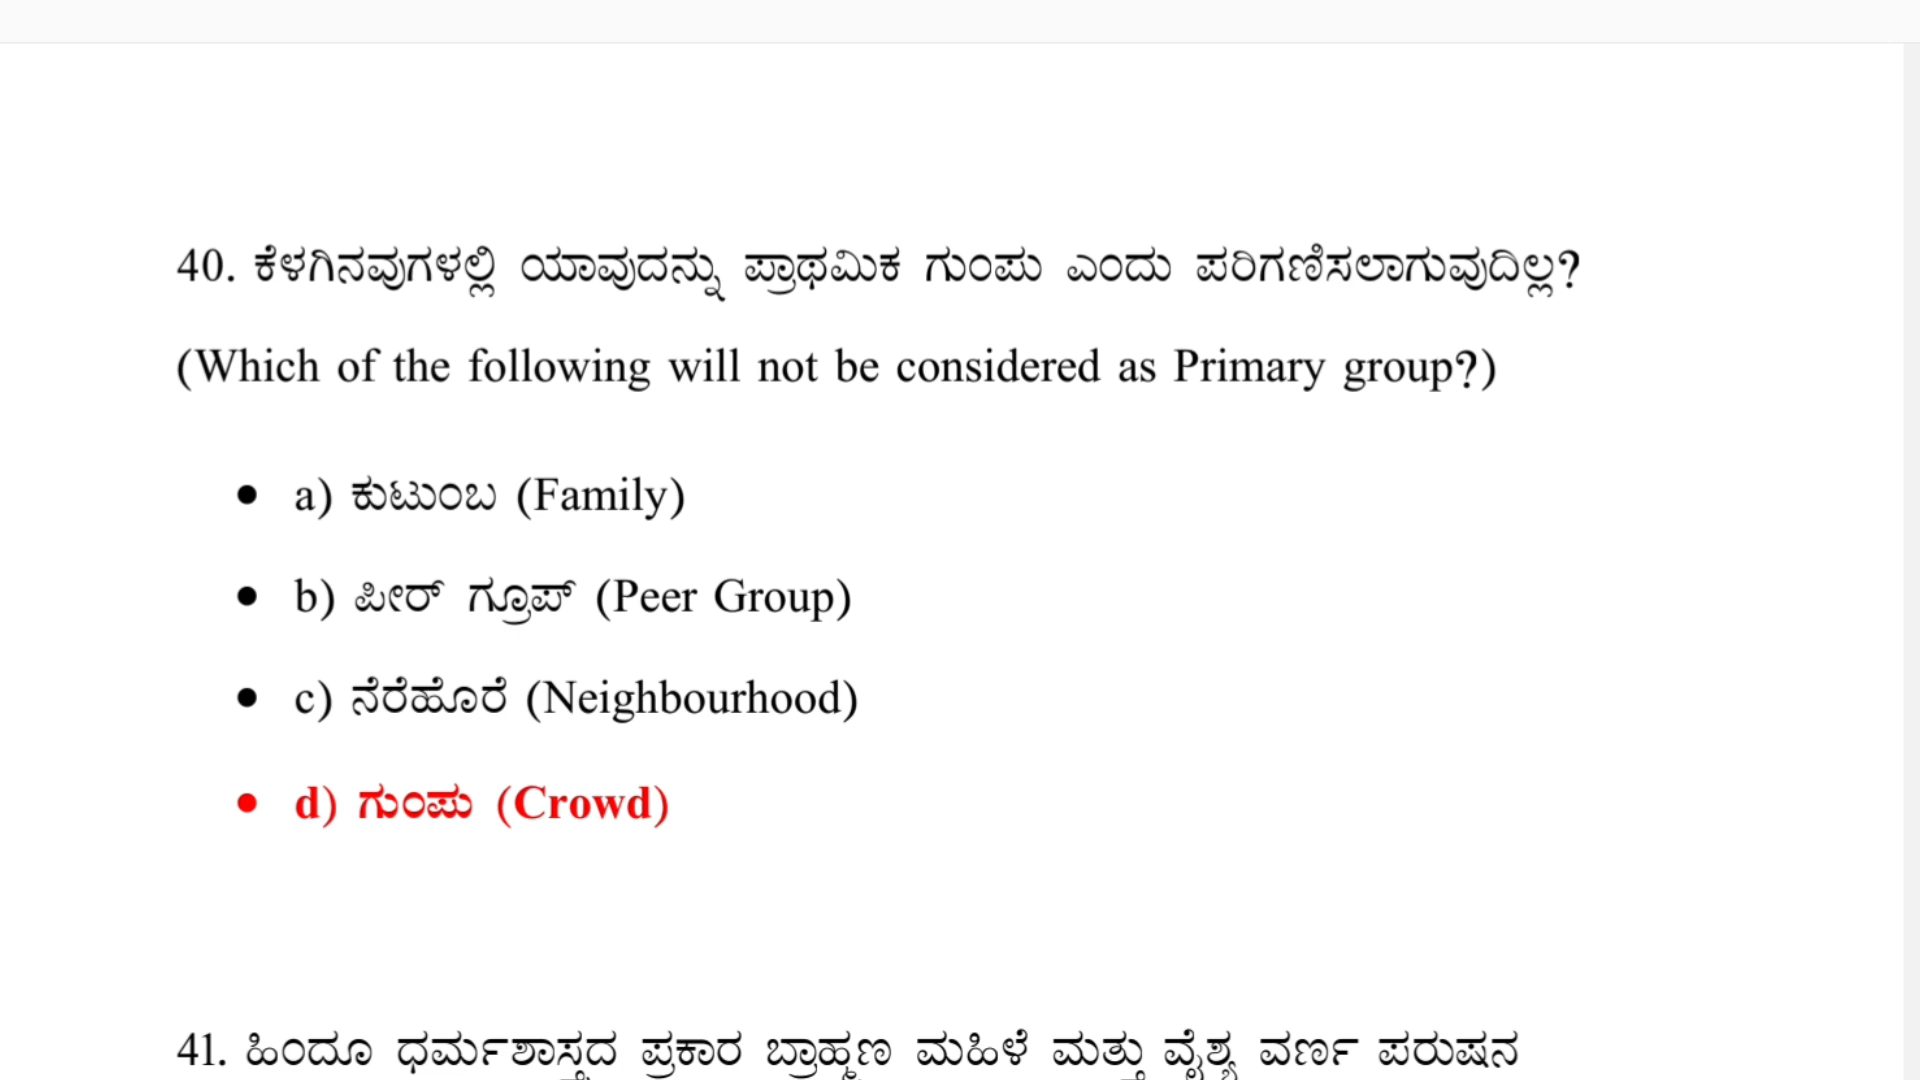 40. ಕೆಳಗಿನವುಗಳಲ್ಲಿ ಯಾವುದನ್ನು ಪ್ರಾಥಮಿಕ ಗುಂಪು ಎಂದು ಪರಿಗಣಿಸಲಾಗುವುದಿಲ್ಲ?
(Which of the following will not be considered as Primary group?)
• a) ಕುಟುಂಬ (Family)
• b) ಪೀರ್ ಗ್ರೂಪ್ (Peer Group)
• c) ನೆರೆಹೊರೆ (Neighbourhood)
• d) ಗುಂಪು (Crowd)
41. ಹಿಂದೂ ಧರ್ಮಶಾಸ್ತ್ರದ ಪ್ರಕಾರ ಬ್ರಾಹ್ಮಣ ಮಹಿಳೆ ಮತ್ತು ವೈಶ್ಯ ವರ್ಣ ಪರುಷನ